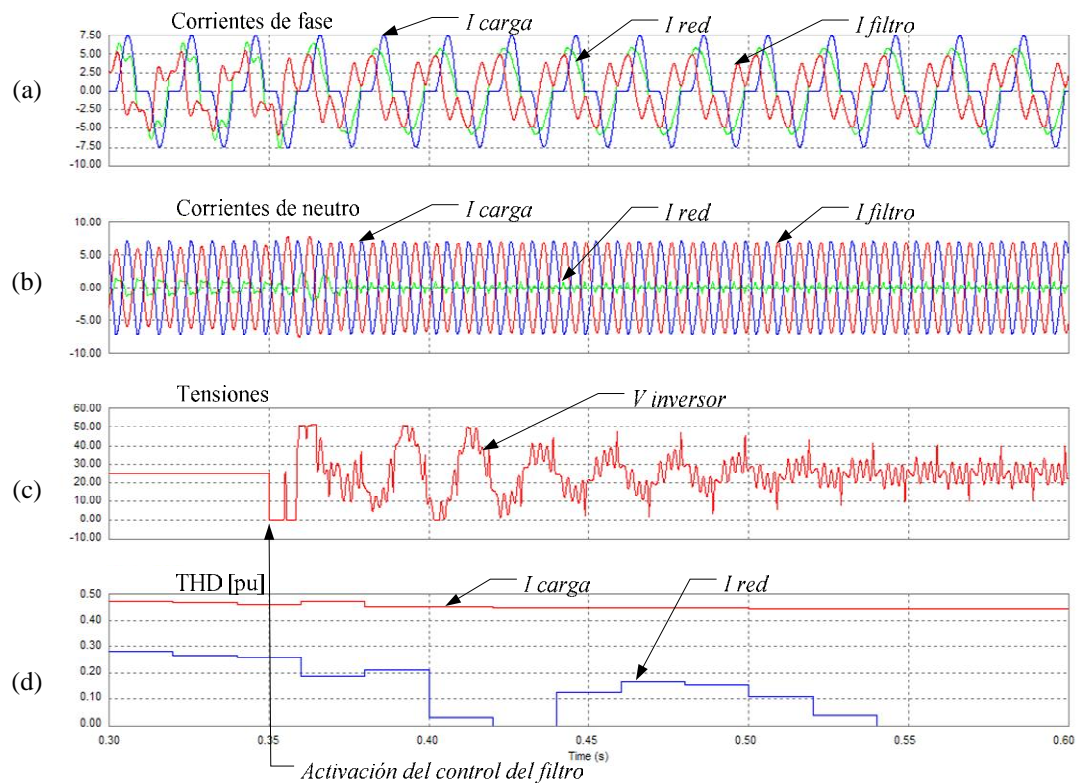 Corrientes de fase
I carga
I red
I filtro
(a)
7.50
5.00
2.50
0.00
-2.50
-5.00
-7.50
-10.00
Corrientes de neutro
I carga
I red
I filtro
(b)
10.00
5.00
0.00
-5.00
-10.00
Tensiones
V inversor
(c)
60.00
50.00
40.00
30.00
20.00
10.00
0.00
-10.00
THD [pu]
I carga
I red
(d)
0.50
0.40
0.30
0.20
0.10
0.00
0.30
0.35
0.40
0.45
0.50
0.55
0.60
Time (s)
Activación del control del filtro